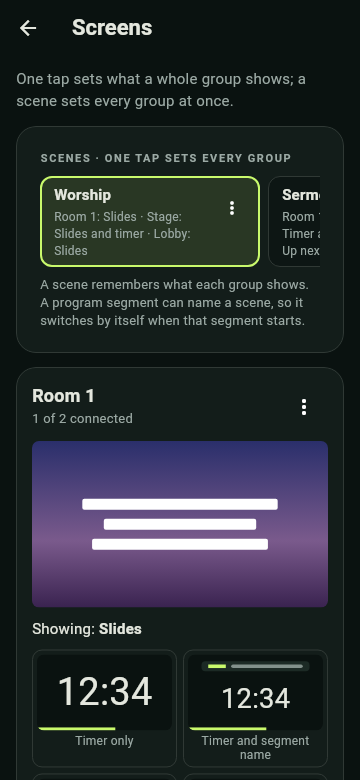 Screens
One tap sets what a whole group shows; a
scene sets every group at once.
SCENES · ONE TAP SETS EVERY GROUP
Worship
Room 1: Slides · Stage:
Slides and timer · Lobby:
Slides
Room
Timer
Up
A scene remembers what each group shows.
A program segment can name a scene, so it
switches by itself when that segment starts.
Room 1
1 of 2 connected
Showing: Slides
12:34
Timer only
12:34
Timer and segment
name